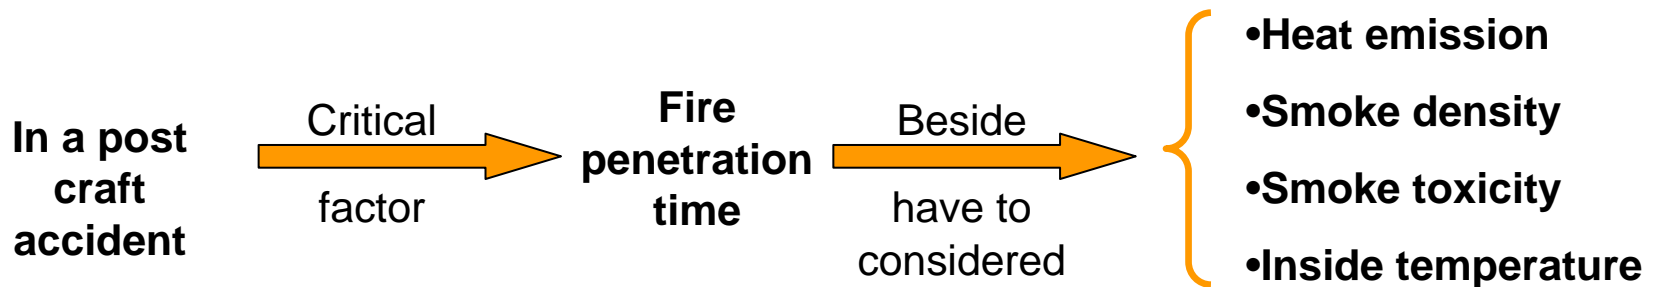 In a post
craft
accident
Critical
factor
Fire
penetration
time
Beside
have to
considered
•Heat emission
•Smoke density
•Smoke toxicity
•Inside temperature